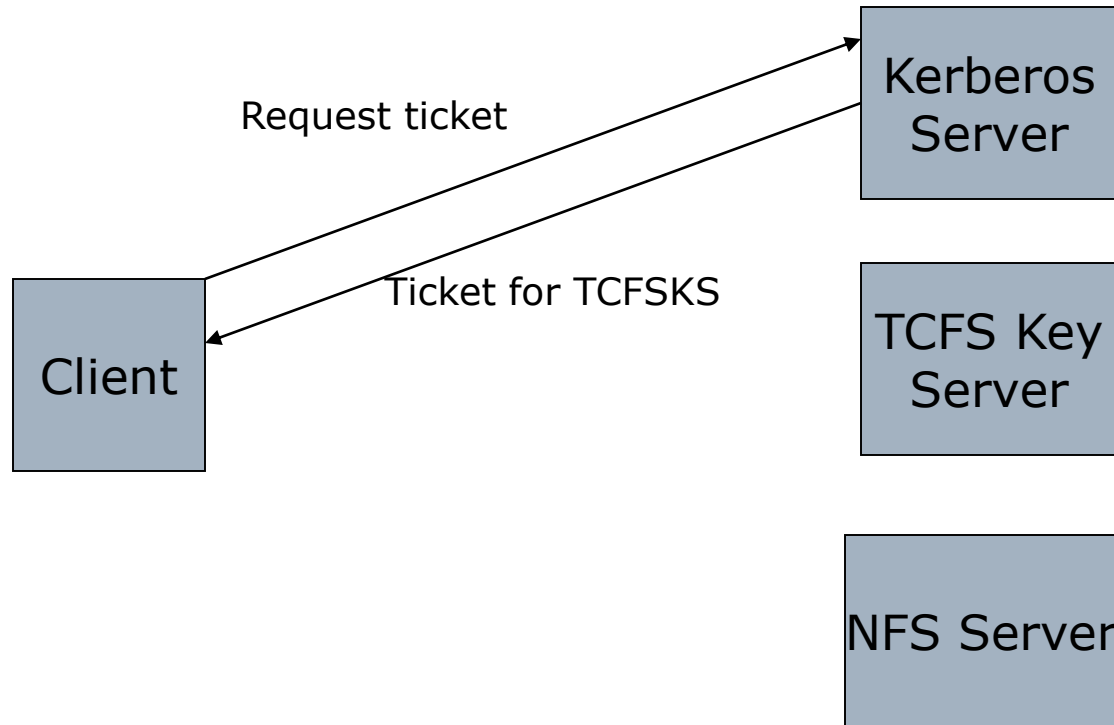 Kerberos
Server
Request ticket
Ticket for TCFSKS
Client
TCFS Key
Server
NFS Server